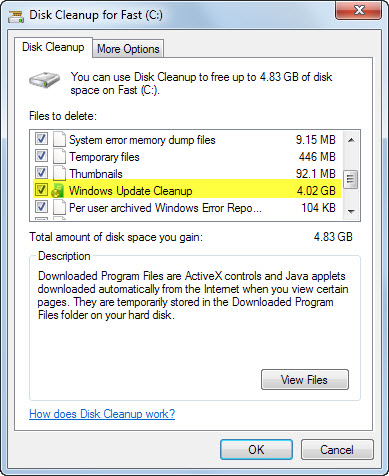 Disk Cleanup for Fast (C:)
Disk Cleanup
More Options
You can use Disk Cleanup to free up to 4.83 GB of disk
space on Fast (C:).
Files to delete:
System error memory dump files 9.15 MB
Temporary files 446 MB
Thumbnails 92.1 MB
Windows Update Cleanup 4.02 GB
Per user archived Windows Error Repo... 104 KB
Total amount of disk space you gain: 4.83 GB
Description
Downloaded Program Files are ActiveX controls and Java applets
downloaded automatically from the Internet when you view certain
pages. They are temporarily stored in the Downloaded Program
Files folder on your hard disk.
View Files
How does Disk Cleanup work?
OK
Cancel